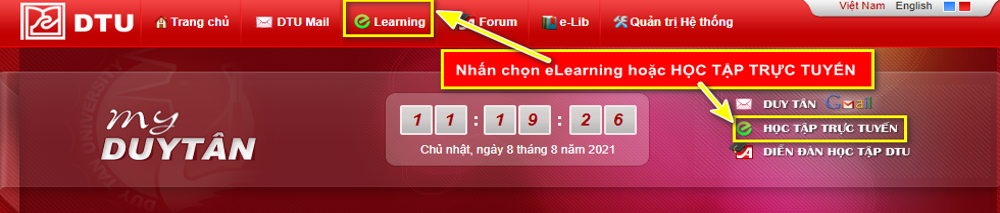 Việt Nam English
DTU Trang chủ DTU Mail Learning Forum e-Lib Quản trị Hệ thống
Nhấn chọn eLearning hoặc HỌC TẬP TRỰC TUYẾN
my
DUYTÂN
11:19:26
Chủ nhật, ngày 8 tháng 8 năm 2021
DUY TÂN Gmail
HỌC TẬP TRỰC TUYẾN
DIỄN ĐÀN HỌC TẬP DTU